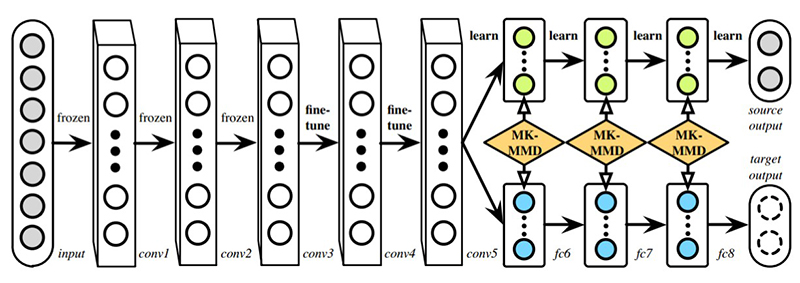 learn
learn
learn
learn
frozen
frozen
frozen
fine-
tune
fine-
tune
MK-
MMD
MK-
MMD
MK-
MMD
source
output
target
output
input
conv1
conv2
conv3
conv4
conv5
fc6
fc7
fc8